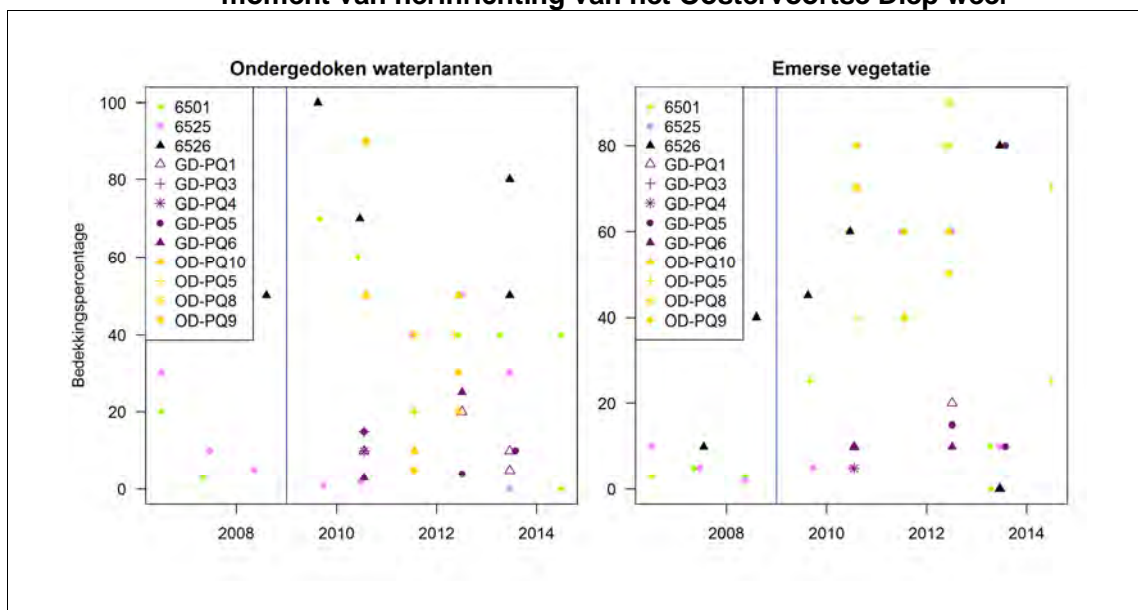 moment van herinrichting van het Oostervoortse Diep weer
Ondergedoken waterplanten
Bedekkingspercentage
100
80
60
40
20
0
6501
6525
6526
GD-PQ1
GD-PQ3
GD-PQ4
GD-PQ5
GD-PQ6
OD-PQ10
OD-PQ5
OD-PQ8
OD-PQ9
2008
2010
2012
2014
Emerse vegetatie
80
60
40
20
0
6501
6525
6526
GD-PQ1
GD-PQ3
GD-PQ4
GD-PQ5
GD-PQ6
OD-PQ10
OD-PQ5
OD-PQ8
OD-PQ9
2008
2010
2012
2014